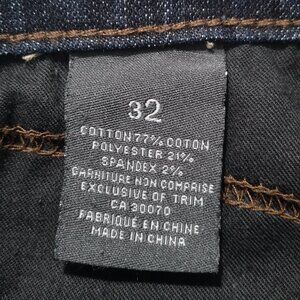 32
COTTON 77% COTON
POLYESTER 21%
SPANDEX 2%
GARNITURE NON COMPRISE
EXCLUSIVE OF TRIM
CA 30070
FABRIQUÉ EN CHINE
MADE IN CHINA